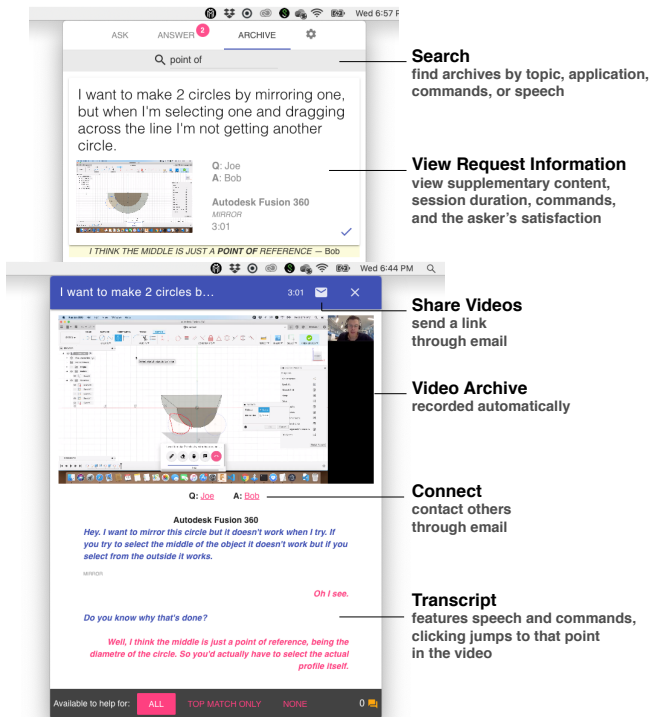 Wed 6:57 P
ASK ANSWER 2 ARCHIVE
point of
Search
find archives by topic, application,
commands, or speech
I want to make 2 circles by mirroring one,
but when I'm selecting one and dragging
across the line I'm not getting another
circle.
Q: Joe
A: Bob
Autodesk Fusion 360
MIRROR
3:01
View Request Information
view supplementary content,
session duration, commands,
and the asker's satisfaction
I THINK THE MIDDLE IS JUST A POINT OF REFERENCE — Bob
Wed 6:44 PM
I want to make 2 circles b... 3:01
Share Videos
send a link
through email
Video Archive
recorded automatically
Q: Joe A: Bob
Connect
contact others
through email
Autodesk Fusion 360
Hey. I want to mirror this circle but it doesn't work when I try. If
you try to select the middle of the object it doesn't work but if you
select from the outside it works.
MIRROR
Oh I see.
Do you know why that's done?
Transcript
features speech and commands,
clicking jumps to that point
in the video
Well, I think the middle is just a point of reference, being the
diametre of the circle. So you'd actually have to select the actual
profile itself.
Available to help for: ALL TOP MATCH ONLY NONE 0